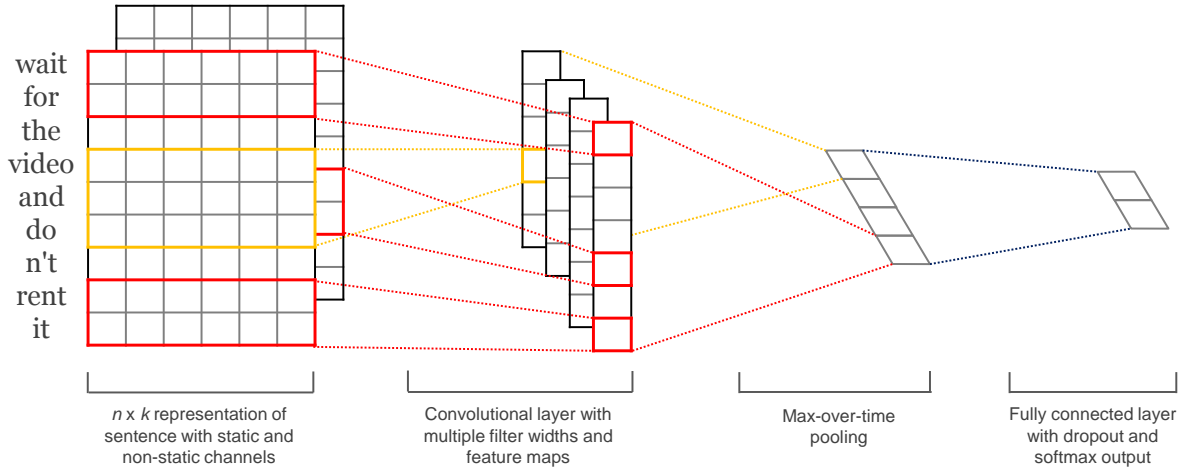 wait
for
the
video
and
do
n't
rent
it
n x k representation of
sentence with static and
non-static channels
Convolutional layer with
multiple filter widths and
feature maps
Max-over-time
pooling
Fully connected layer
with dropout and
softmax output